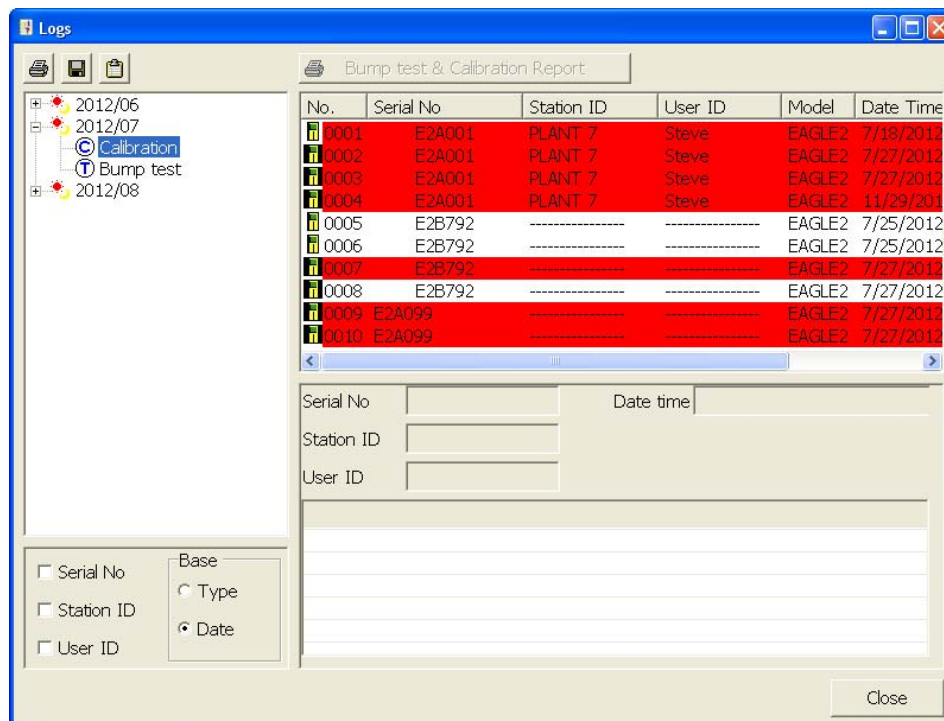 Logs
Bump test & Calibration Report
2012/06
2012/07
C Calibration
T Bump test
2012/08
No. Serial No Station ID User ID Model Date Time
0001 E2A001 PLANT 7 Steve EAGLE2 7/18/2012
0002 E2A001 PLANT 7 Steve EAGLE2 7/27/2012
0003 E2A001 PLANT 7 Steve EAGLE2 7/27/2012
0004 E2A001 PLANT 7 Steve EAGLE2 11/29/201
0005 E2B792 ---------------- ---------------- EAGLE2 7/25/2012
0006 E2B792 ---------------- ---------------- EAGLE2 7/25/2012
0007 E2B792 ---------------- ---------------- EAGLE2 7/27/2012
0008 E2B792 ---------------- ---------------- EAGLE2 7/27/2012
0009 E2A099 ---------------- ---------------- EAGLE2 7/27/2012
0010 E2A099 ---------------- ---------------- EAGLE2 7/27/2012
Serial No
Date time
Station ID
User ID
Serial No
Station ID
User ID
Base
Type
Date
Close